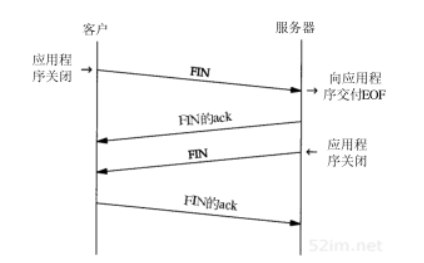 客户
服务器
应用程
序关闭
FIN
向应用程
序交付EOF
FIN的ack
FIN
应用程
序关闭
FIN的ack
52im.net